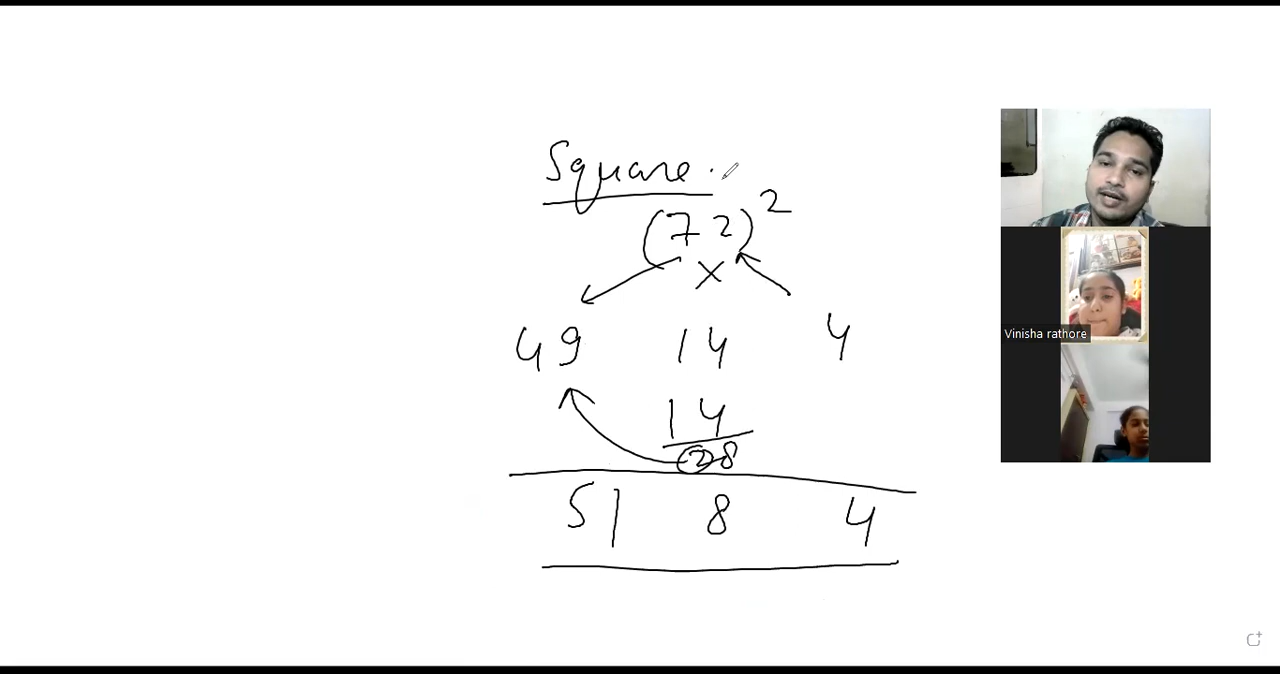 Square.
(72)²
×
49 14 4
14
28
51 8 4
Vinisha rathore